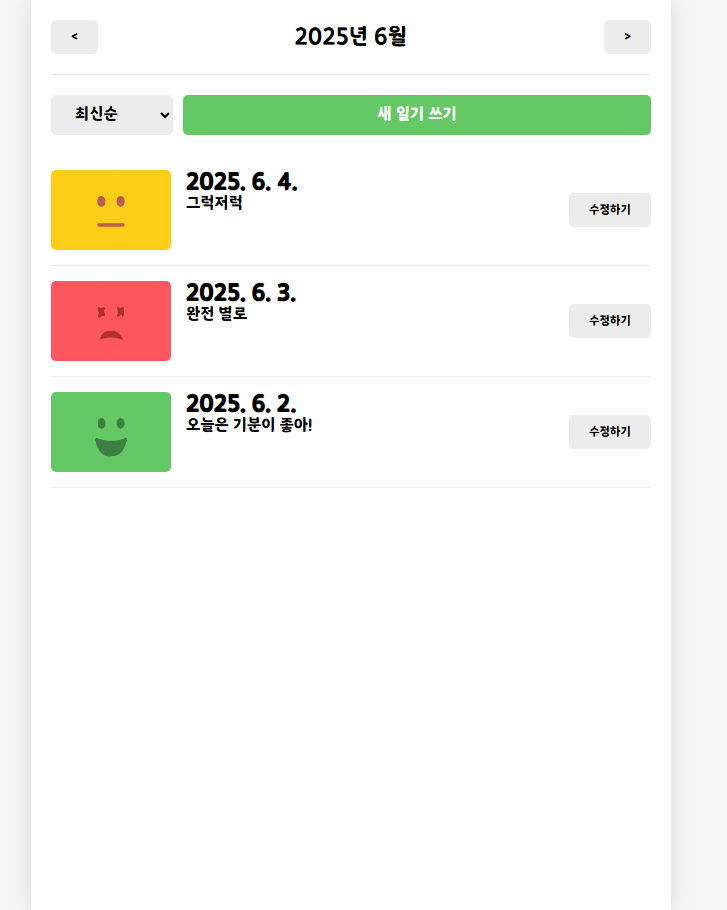 <
2025년 6월
>
최신순
새 일기 쓰기
2025. 6. 4.
그럭저럭
수정하기
2025. 6. 3.
완전 별로
수정하기
2025. 6. 2.
오늘은 기분이 좋아!
수정하기